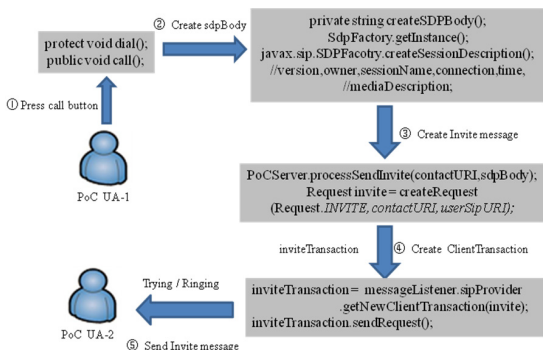 ② Create sdpBody
protect void dial();
public void call();
private string createSDPBody();
SdpFactory.getInstance();
javax.sip.SDPFacotry.createSessionDescription();
//version,owner,sessionName,connection,time,
//mediaDescription;
① Press call button
PoC UA-1
③ Create Invite message
PoCServer.processSendInvite(contactURI,sdpBody);
Request invite = createRequest
(Request.INVITE, contactURI, userSipURI);
inviteTransaction
④ Create ClientTransaction
Trying / Ringing
inviteTransaction = messageListener.sipProvider
.getNewClientTransaction(invite);
inviteTransaction.sendRequest();
PoC UA-2
⑤ Send Invite message